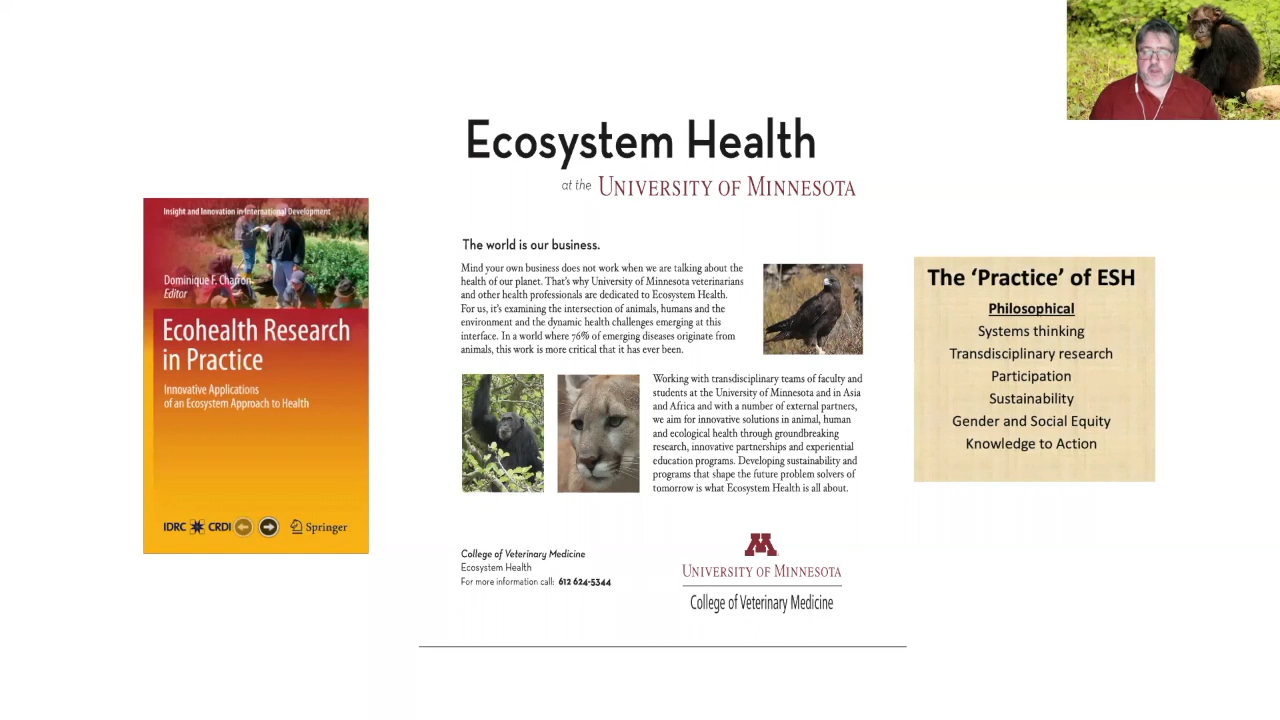 Ecosystem Health
at the UNIVERSITY OF MINNESOTA
Insight and Innovation in International Development
Dominique F. Charron
Editor
Ecohealth Research
in Practice
Innovative Applications
of an Ecosystem Approach to Health
IDRC CRDI Springer
The world is our business.
Mind your own business does not work when we are talking about the
health of our planet. That's why University of Minnesota veterinarians
and other health professionals are dedicated to Ecosystem Health.
For us, it's examining the intersection of animals, humans and the
environment and the dynamic health challenges emerging at this
interface. In a world where 76% of emerging diseases originate from
animals, this work is more critical that it has ever been.
Working with transdisciplinary teams of faculty and
students at the University of Minnesota and in Asia
and Africa and with a number of external partners,
we aim for innovative solutions in animal, human
and ecological health through groundbreaking
research, innovative partnerships and experiential
education programs. Developing sustainability and
programs that shape the future problem solvers of
tomorrow is what Ecosystem Health is all about.
College of Veterinary Medicine
Ecosystem Health
For more information call: 612 624-5344
M
UNIVERSITY OF MINNESOTA
College of Veterinary Medicine
The 'Practice' of ESH
Philosophical
Systems thinking
Transdisciplinary research
Participation
Sustainability
Gender and Social Equity
Knowledge to Action